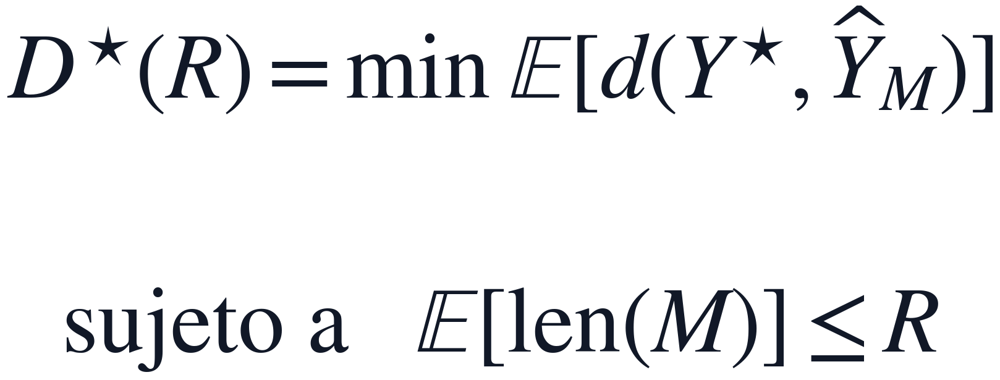 D★(R) = min 𝔼[d(Y★, Ŷ_M)]
sujeto a 𝔼[len(M)] ≤ R